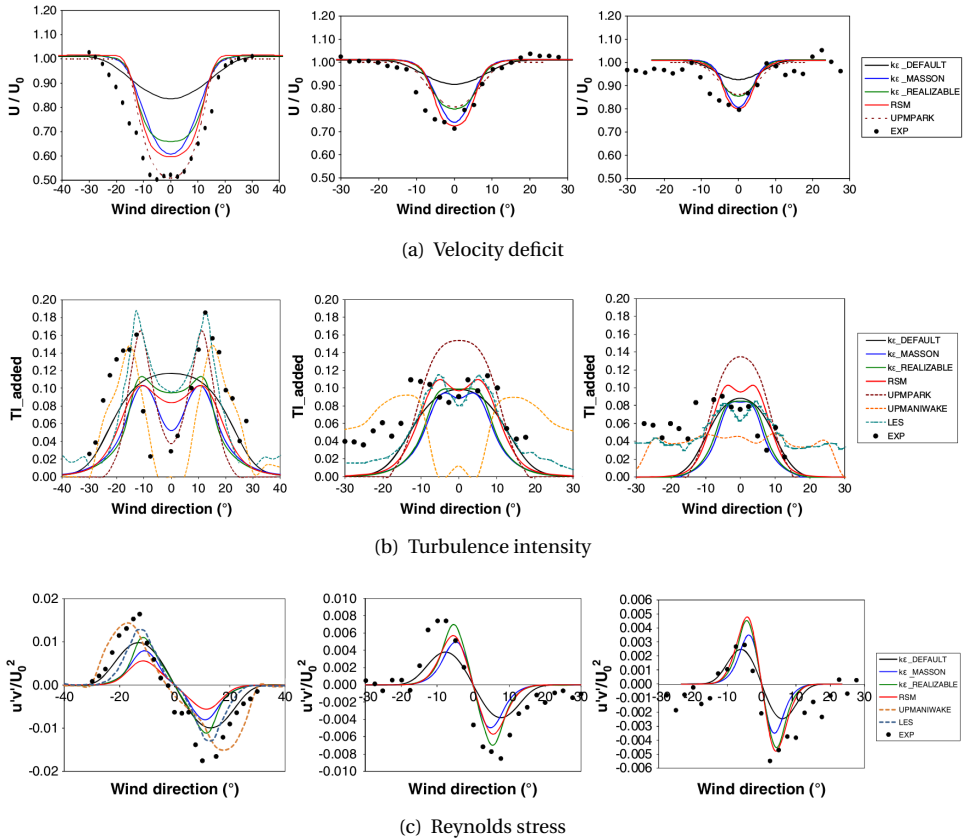 1.20
1.10
1.00
0.90
0.80
0.70
0.60
0.50
U / U0
-40 -30 -20 -10 0 10 20 30 40
Wind direction (°)
1.20
1.10
1.00
0.90
0.80
0.70
0.60
0.50
U / U0
-30 -20 -10 0 10 20 30
Wind direction (°)
1.20
1.10
1.00
0.90
0.80
0.70
0.60
0.50
U / U0
-30 -20 -10 0 10 20 30
Wind direction (°)
kε_DEFAULT
kε_MASSON
kε_REALIZABLE
RSM
UPMPARK
EXP
(a) Velocity deficit
0.20
0.18
0.16
0.14
0.12
0.10
0.08
0.06
0.04
0.02
0.00
TI_added
-40 -30 -20 -10 0 10 20 30 40
Wind direction (°)
0.20
0.18
0.16
0.14
0.12
0.10
0.08
0.06
0.04
0.02
0.00
TI_added
-30 -20 -10 0 10 20 30
Wind direction (°)
0.20
0.18
0.16
0.14
0.12
0.10
0.08
0.06
0.04
0.02
0.00
TI_added
-30 -20 -10 0 10 20 30
Wind direction (°)
kε_DEFAULT
kε_MASSON
kε_REALIZABLE
RSM
UPMPARK
UPMANIWAKE
LES
EXP
(b) Turbulence intensity
0.02
0.01
0.00
-0.01
-0.02
u'v'/U0²
-40 -20 0 20 40
Wind direction (°)
0.010
0.008
0.006
0.004
0.002
0.000
-0.002
-0.004
-0.006
-0.008
-0.010
u'v'/U0²
-30 -20 -10 0 10 20 30
Wind direction (°)
0.006
0.005
0.004
0.003
0.002
0.001
0.000
-0.001
-0.002
-0.003
-0.004
-0.005
-0.006
u'v'/U0²
-30 -20 -10 0 10 20 30
Wind direction (°)
kε_DEFAULT
kε_MASSON
kε_REALIZABLE
RSM
UPMANIWAKE
LES
EXP
(c) Reynolds stress